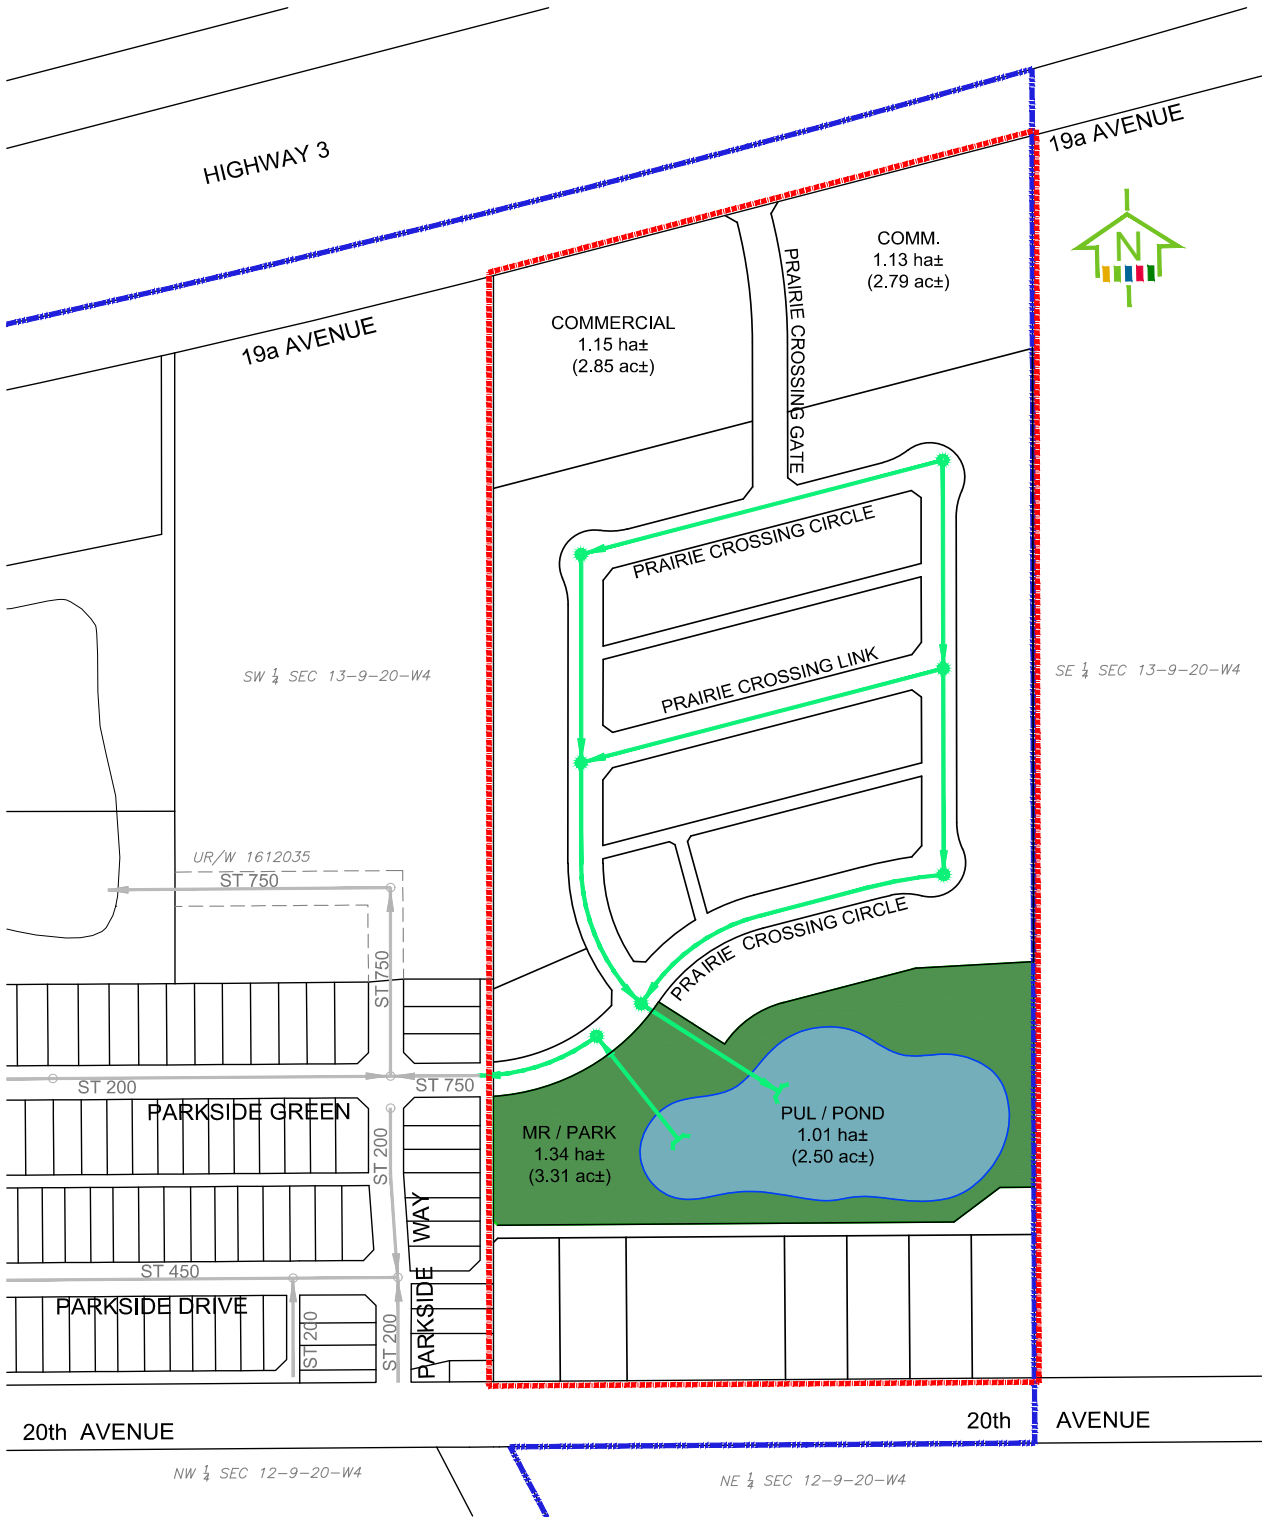 HIGHWAY 3
19a AVENUE
19a AVENUE
N
COMM.
1.13 ha±
(2.79 ac±)
COMMERCIAL
1.15 ha±
(2.85 ac±)
PRAIRIE CROSSING GATE
PRAIRIE CROSSING CIRCLE
PRAIRIE CROSSING LINK
SW 1/4 SEC 13-9-20-W4
SE 1/4 SEC 13-9-20-W4
UR/W 1612035
ST 750
ST 750
PRAIRIE CROSSING CIRCLE
ST 200
ST 750
PARKSIDE GREEN
ST 200
MR / PARK
1.34 ha±
(3.31 ac±)
PUL / POND
1.01 ha±
(2.50 ac±)
PARKSIDE WAY
ST 450
PARKSIDE DRIVE
ST 200
ST 200
20th AVENUE
20th AVENUE
NW 1/4 SEC 12-9-20-W4
NE 1/4 SEC 12-9-20-W4